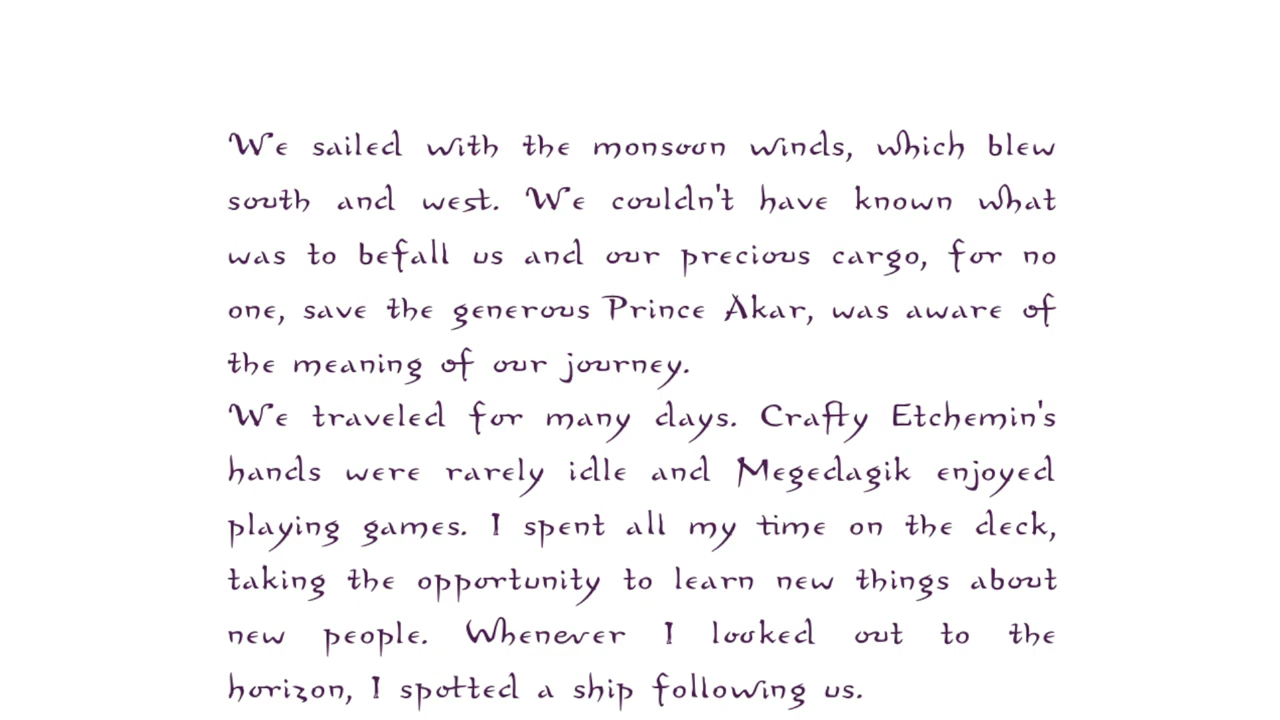 We sailed with the monsoon winds, which blew
south and west. We couldn't have known what
was to befall us and our precious cargo, for no
one, save the generous Prince Akar, was aware of
the meaning of our journey.
We traveled for many days. Crafty Etchemin's
hands were rarely idle and Megedagik enjoyed
playing games. I spent all my time on the deck,
taking the opportunity to learn new things about
new people. Whenever I looked out to the
horizon, I spotted a ship following us.